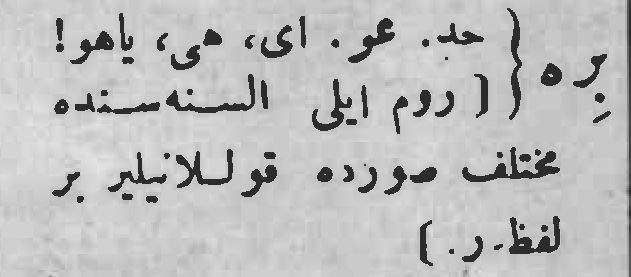 بِره { حد. عو. ای، هی، یاهو!
[ روم ایلی السنه‌سنده
مختلف صورده قوللانیلیر بر
لفظ.ر. ]